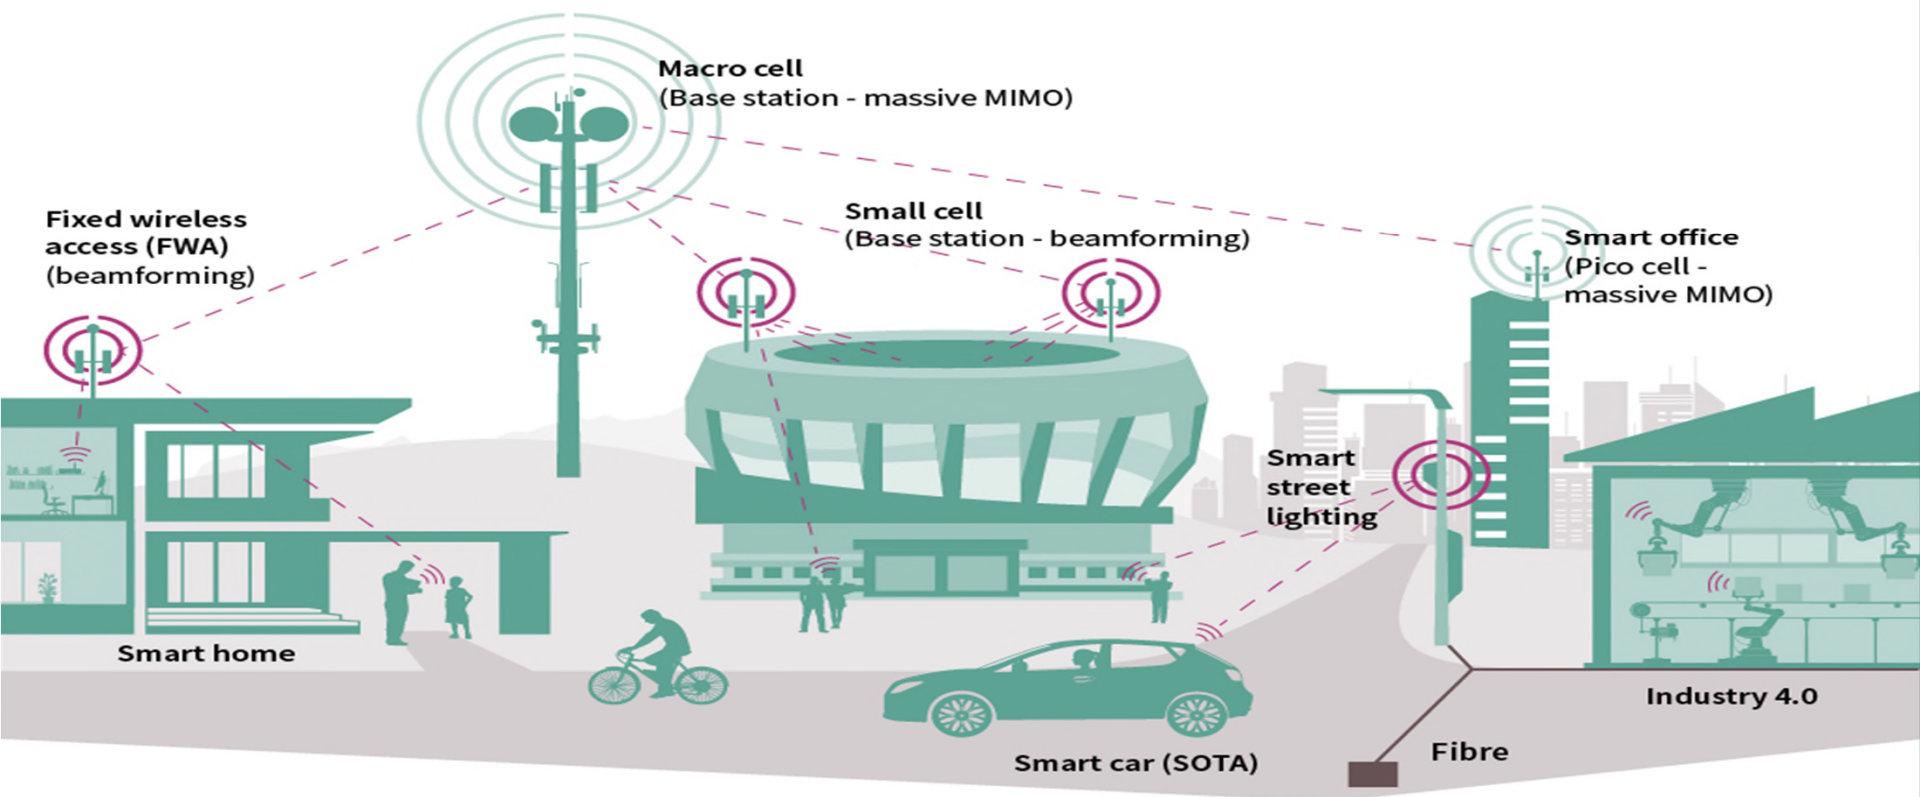 Macro cell
(Base station - massive MIMO)
Fixed wireless
access (FWA)
(beamforming)
Small cell
(Base station - beamforming)
Smart office
(Pico cell -
massive MIMO)
Smart
street
lighting
Smart home
Industry 4.0
Smart car (SOTA)
Fibre